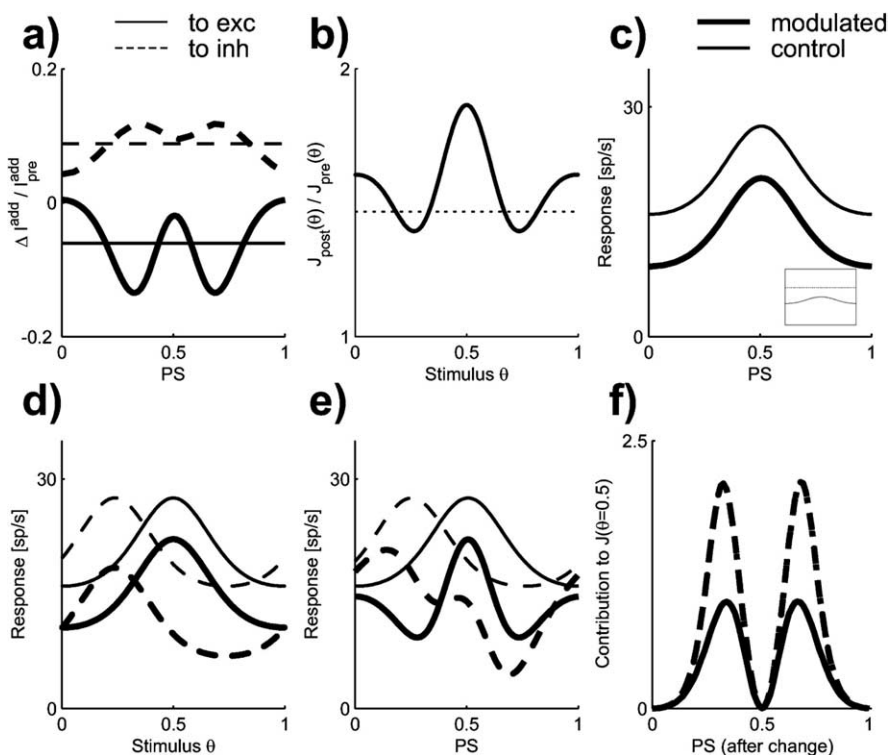 a)
to exc
to inh
b)
c)
modulated
control
0.2
0
-0.2
Δ I^add / I^add_pre
0
0.5
1
PS
2
1
J_post(θ) / J_pre(θ)
0
0.5
1
Stimulus θ
30
0
Response [sp/s]
0
0.5
1
PS
d)
30
0
Response [sp/s]
0
0.5
1
Stimulus θ
e)
30
0
Response [sp/s]
0
0.5
1
PS
f)
2.5
0
Contribution to J(θ=0.5)
0
0.5
1
PS (after change)